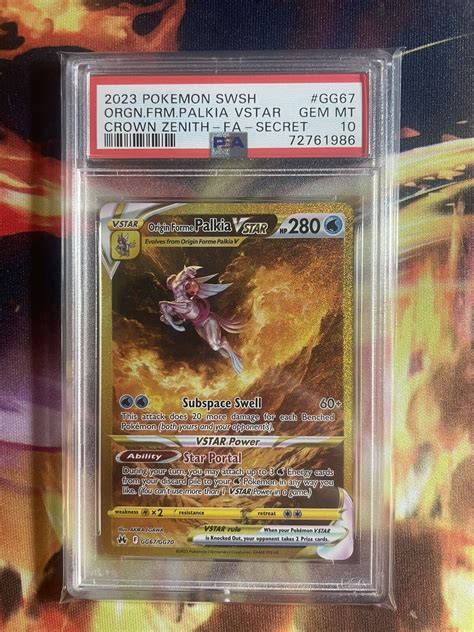 2023 POKEMON SWSH #GG67
ORGN.FRM.PALKIA VSTAR GEM MT
CROWN ZENITH-FA-SECRET 10
PSA 72761986
VSTAR Origin Forme Palkia VSTAR HP 280
Evolves from Origin Forme Palkia V
Subspace Swell 60+
This attack does 20 more damage for each Benched
Pokémon (both yours and your opponent's).
VSTAR Power
Ability Star Portal
During your turn, you may attach up to 3 Energy cards
from your discard pile to your Pokémon in any way you
like. (You can't use more than 1 VSTAR Power in a game.)
weakness ×2 resistance retreat
Illus. AKIRA EGAWA
VSTAR rule When your Pokémon VSTAR
is Knocked Out, your opponent takes 2 Prize cards.
F GG67/GG70